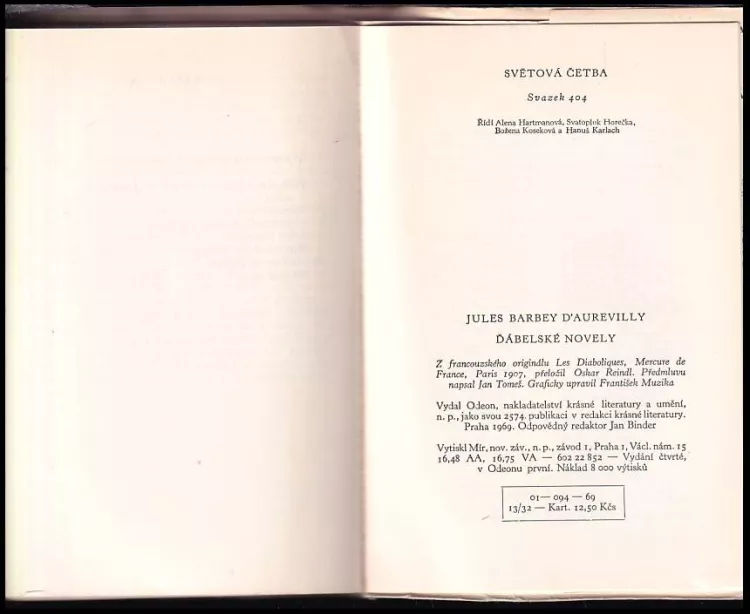 SVĚTOVÁ ČETBA
Svazek 404
Řídí Alena Hartmanová, Svatopluk Horečka,
Božena Koseková a Hanuš Karlach
JULES BARBEY D'AUREVILLY
ĎÁBELSKÉ NOVELY
Z francouzského originálu Les Diaboliques, Mercure de
France, Paris 1907, přeložil Oskar Reindl. Předmluvu
napsal Jan Tomeš. Graficky upravil František Muzika
Vydal Odeon, nakladatelství krásné literatury a umění,
n. p., jako svou 2574. publikaci v redakci krásné literatury.
Praha 1969. Odpovědný redaktor Jan Binder
Vytiskl Mír, nov. záv., n. p., závod 1, Praha 1, Václ. nám. 15
16,48 AA, 16,75 VA — 602 22 852 — Vydání čtvrté,
v Odeonu první. Náklad 8 000 výtisků
01 — 094 — 69
13/32 — Kart. 12,50 Kčs